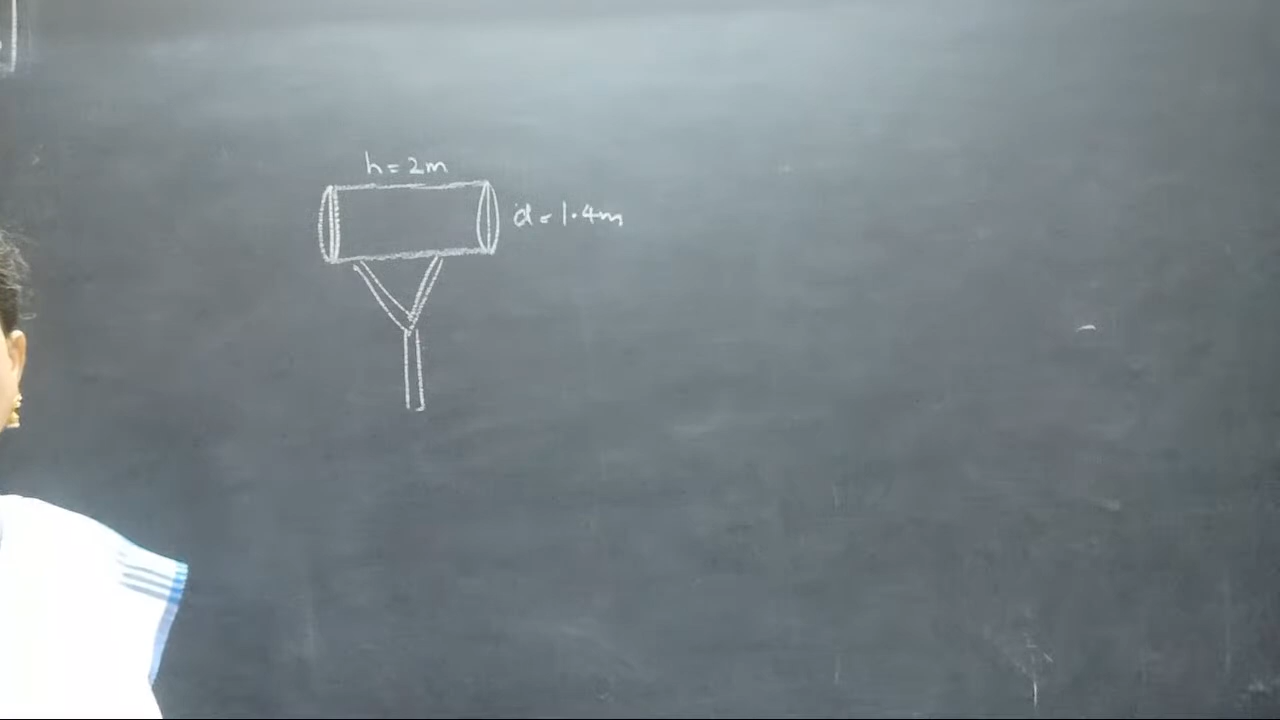 h = 2m
d = 1.4m